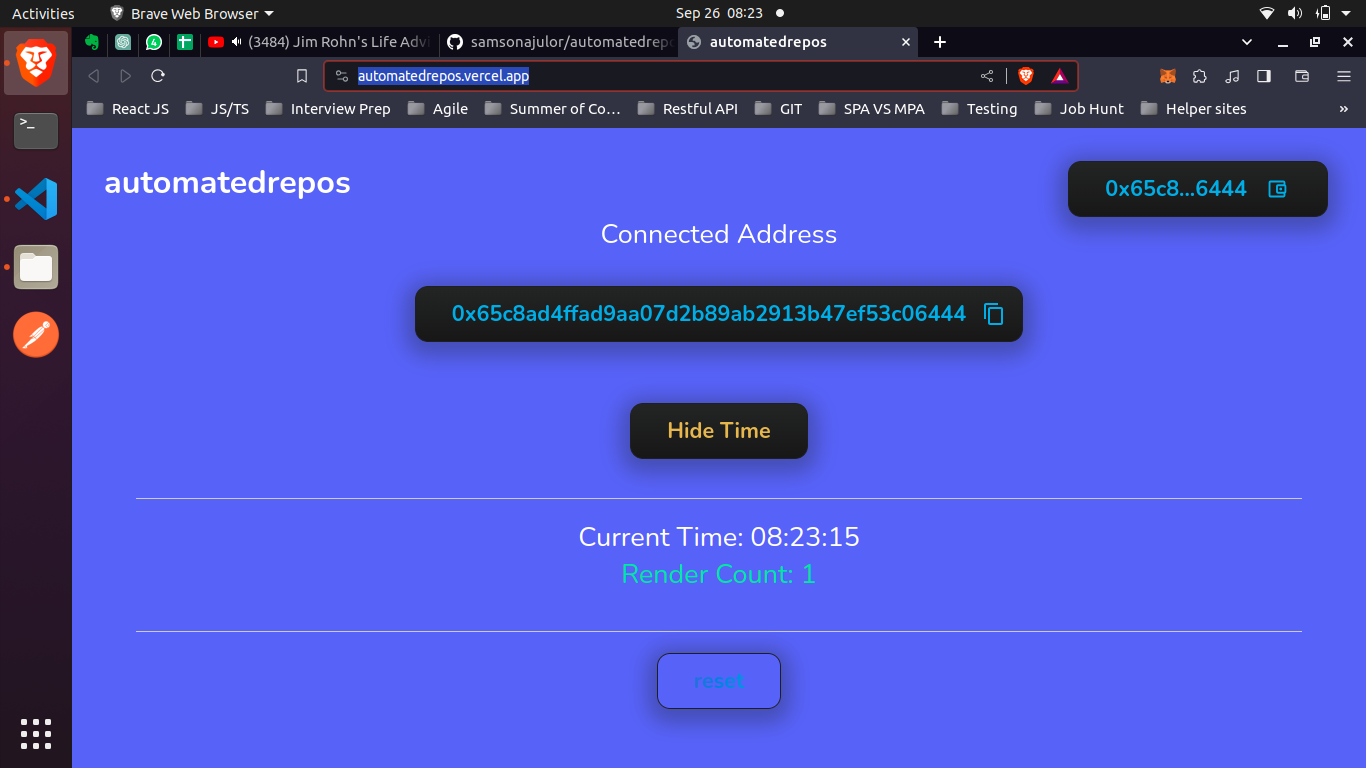 Activities Brave Web Browser Sep 26 08:23
4 (3484) Jim Rohn's Life Advi samsonajulor/automatedrepo automatedrepos
automatedrepos.vercel.app
React JS JS/TS Interview Prep Agile Summer of Co… Restful API GIT SPA VS MPA Testing Job Hunt Helper sites »
automatedrepos
0x65c8...6444
Connected Address
0x65c8ad4ffad9aa07d2b89ab2913b47ef53c06444
Hide Time
Current Time: 08:23:15
Render Count: 1
reset